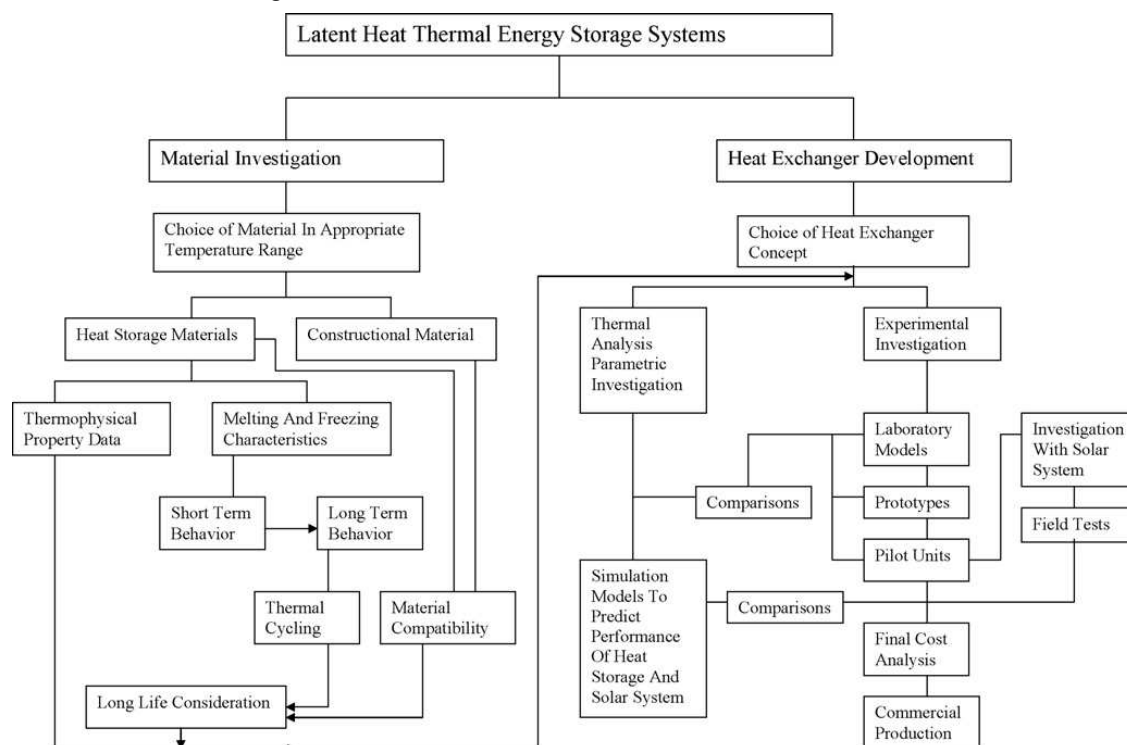 Latent Heat Thermal Energy Storage Systems
Material Investigation
Heat Exchanger Development
Choice of Material In Appropriate
Temperature Range
Choice of Heat Exchanger
Concept
Heat Storage Materials
Constructional Material
Thermal
Analysis
Parametric
Investigation
Experimental
Investigation
Thermophysical
Property Data
Melting And Freezing
Characteristics
Laboratory
Models
Investigation
With Solar
System
Comparisons
Prototypes
Short Term
Behavior
Long Term
Behavior
Field Tests
Pilot Units
Simulation
Models To
Predict
Performance
Of Heat
Storage And
Solar System
Comparisons
Thermal
Cycling
Material
Compatibility
Final Cost
Analysis
Long Life Consideration
Commercial
Production